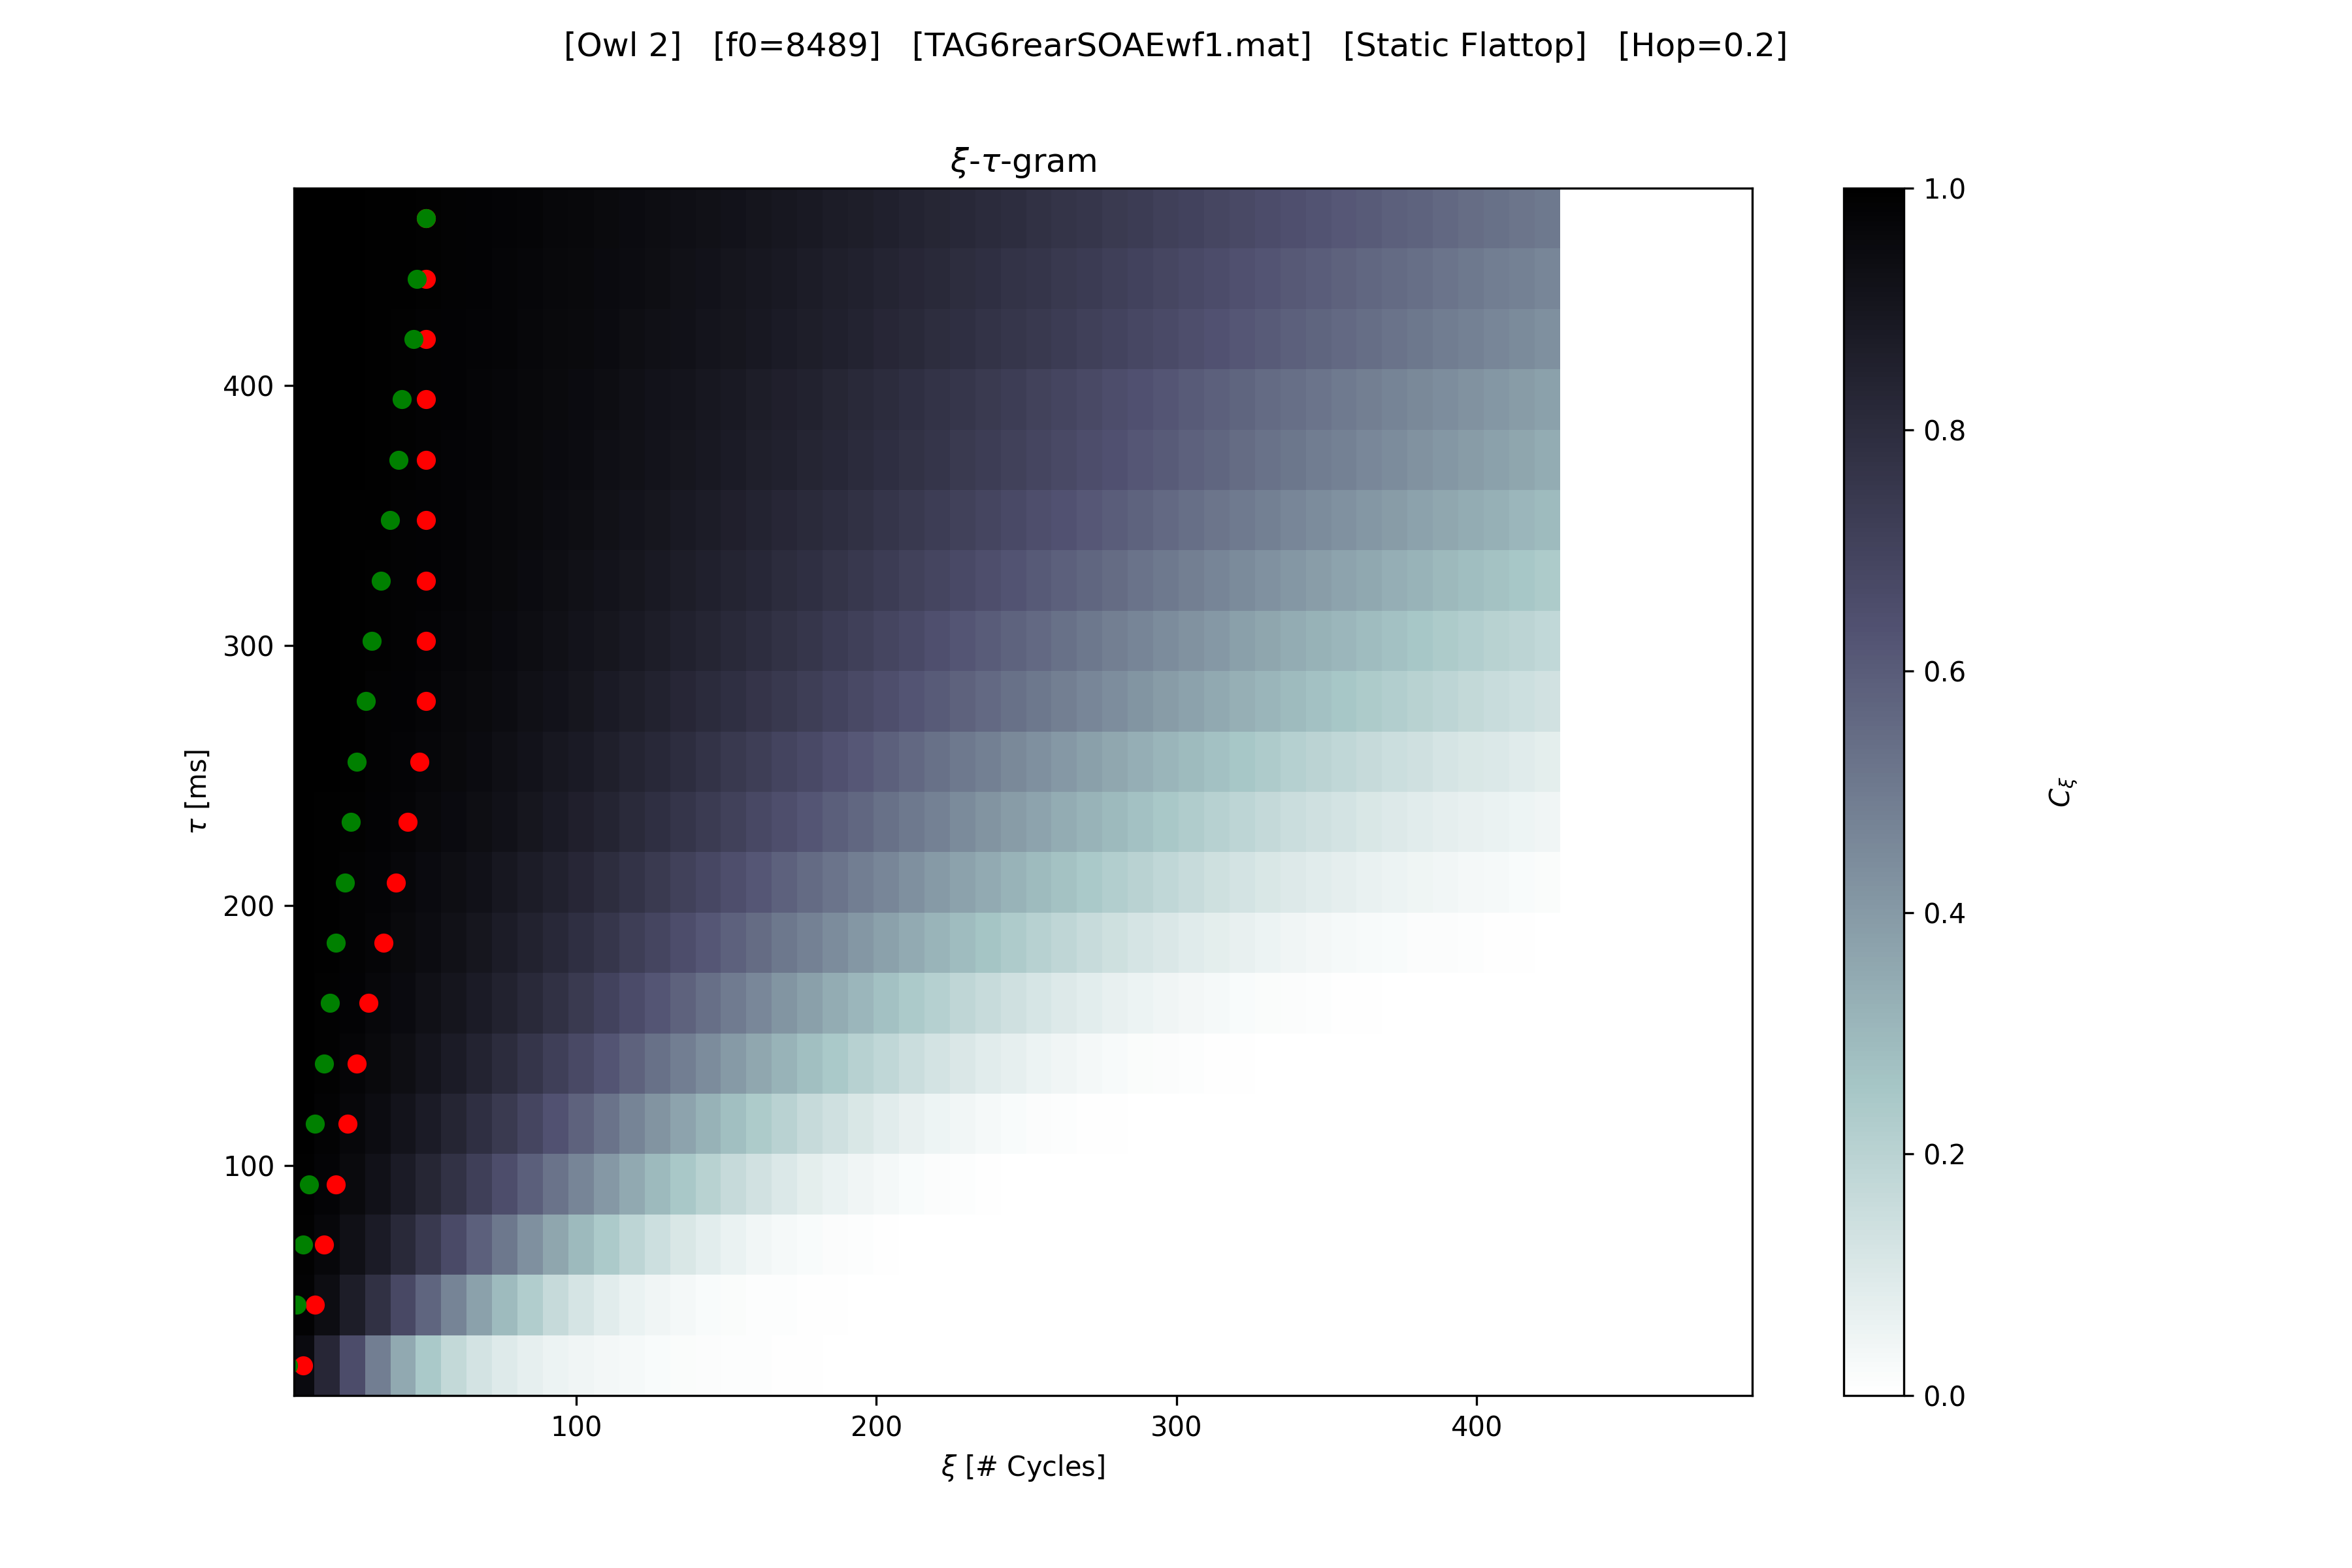 [Owl 2]   [f0=8489]   [TAG6rearSOAEwf1.mat]   [Static Flattop]   [Hop=0.2]
ξ-τ-gram
τ [ms]
400
300
200
100
100 200 300 400
ξ [# Cycles]
1.0
0.8
0.6
0.4
0.2
0.0
C_ξ